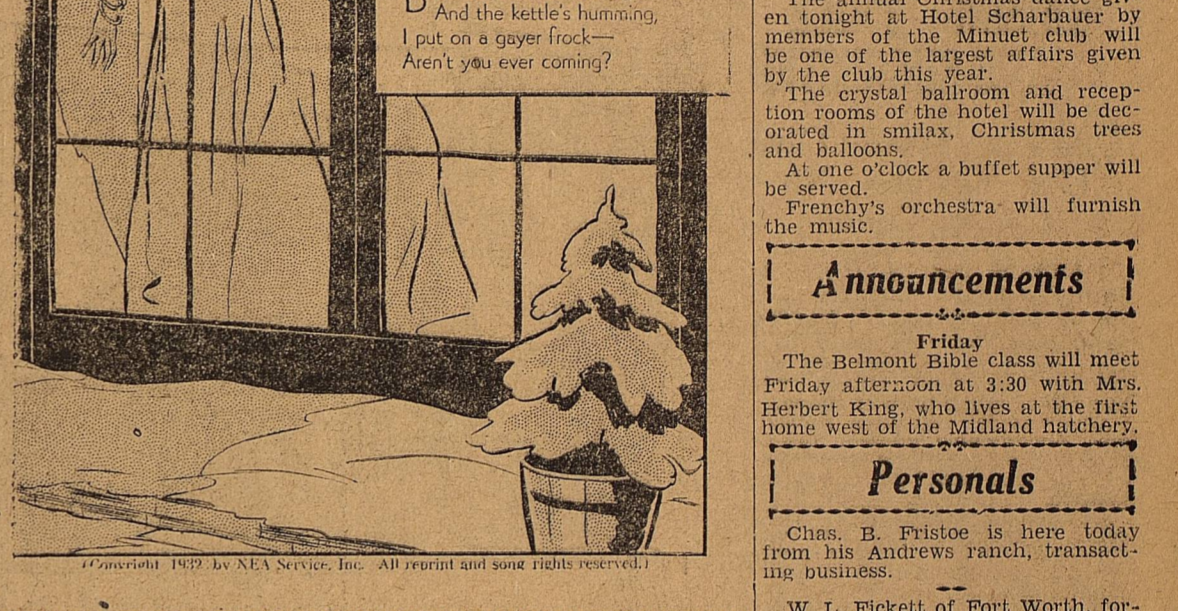 And the kettle's humming,
I put on a gayer frock—
Aren't you ever coming?
(Copyright 1932 by NEA Service, Inc. All reprint and song rights reserved.)
en tonight at Hotel Scharbauer by
members of the Minuet club will
be one of the largest affairs given
by the club this year.
The crystal ballroom and recep-
tion rooms of the hotel will be dec-
orated in smilax, Christmas trees
and balloons.
At one o'clock a buffet supper will
be served.
Frenchy's orchestra will furnish
the music.
Announcements
Friday
The Belmont Bible class will meet
Friday afternoon at 3:30 with Mrs.
Herbert King, who lives at the first
home west of the Midland hatchery.
Personals
Chas. B. Fristoe is here today
from his Andrews ranch, transact-
ing business.
W. L. Fickett of Fort Worth, for-